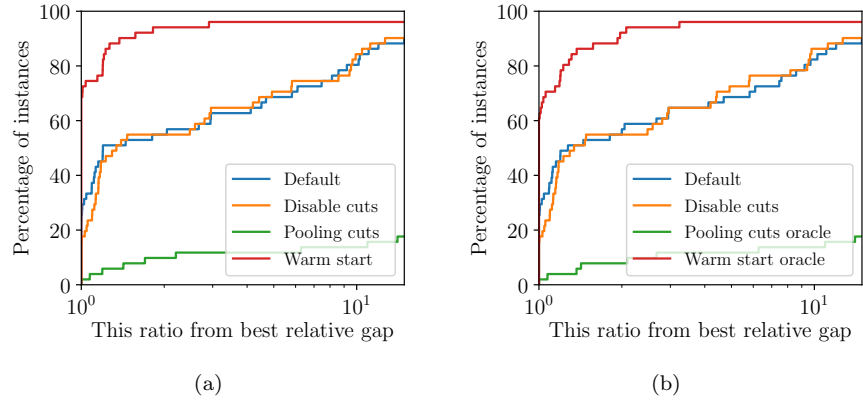 100
80
60
40
20
0
Percentage of instances
Default
Disable cuts
Pooling cuts
Warm start
10^0
10^1
This ratio from best relative gap
(a)
100
80
60
40
20
0
Percentage of instances
Default
Disable cuts
Pooling cuts oracle
Warm start oracle
10^0
10^1
This ratio from best relative gap
(b)